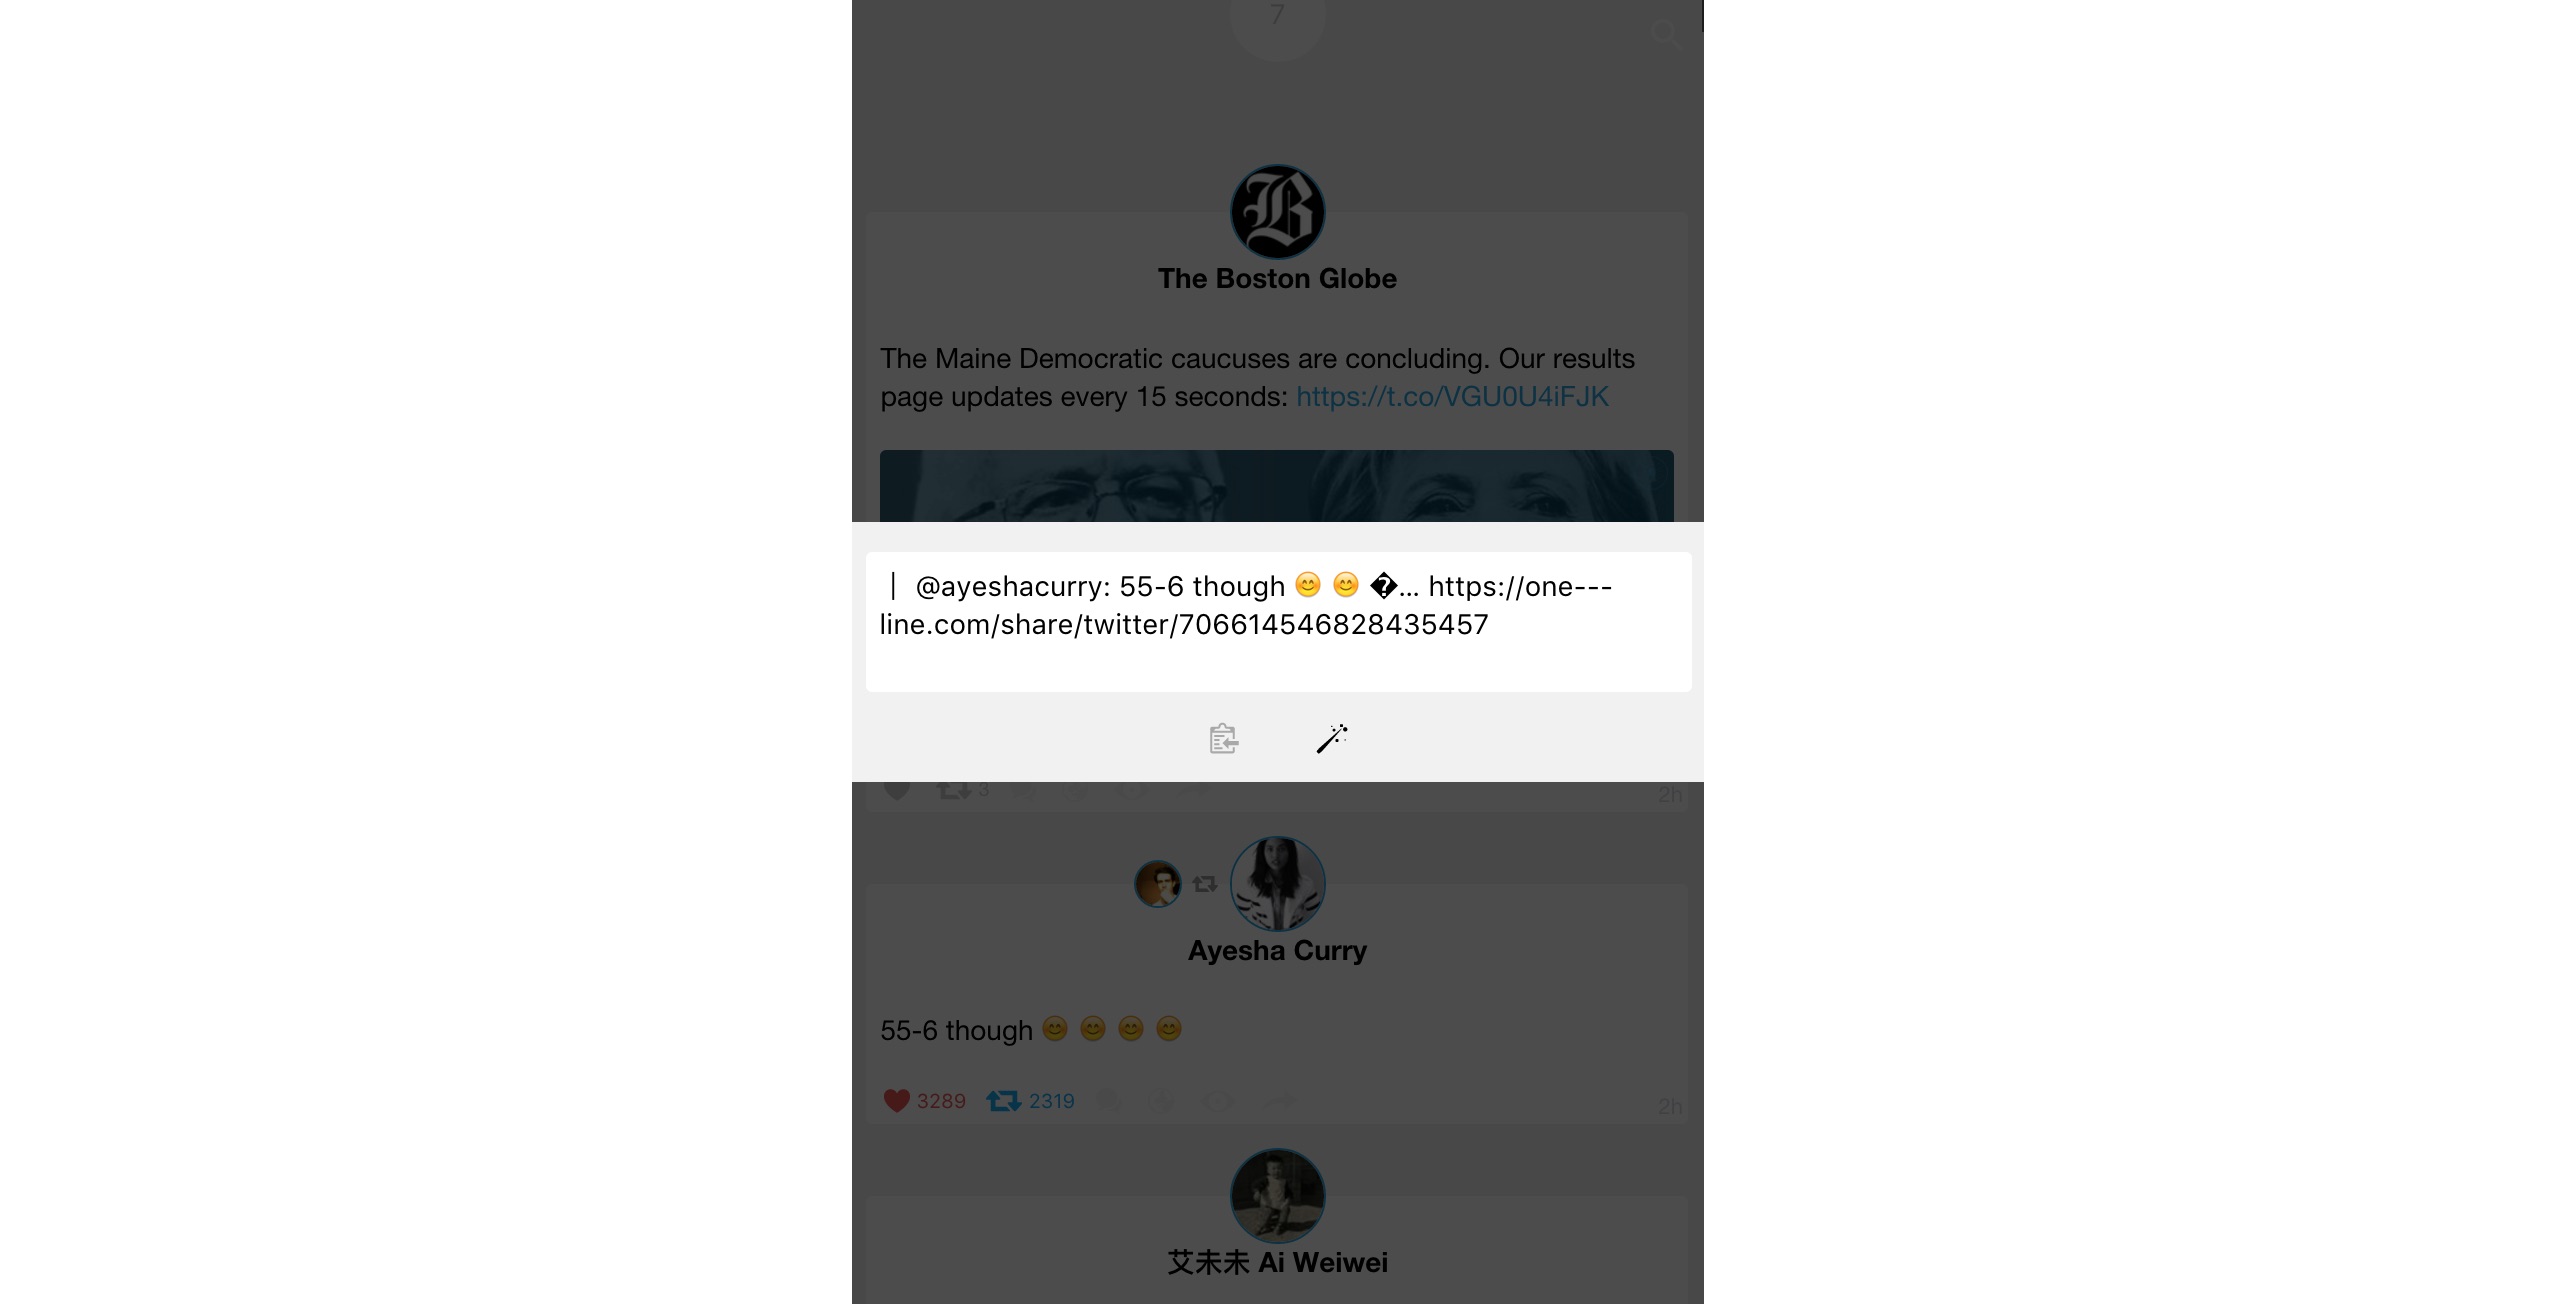 7
The Boston Globe
The Maine Democratic caucuses are concluding. Our results
page updates every 15 seconds: https://t.co/VGU0U4iFJK
| @ayeshacurry: 55-6 though 😊 😊 �... https://one---
line.com/share/twitter/706614546828435457
3
2h
Ayesha Curry
55-6 though 😊 😊 😊 😊
3289 2319
2h
艾未未 Ai Weiwei